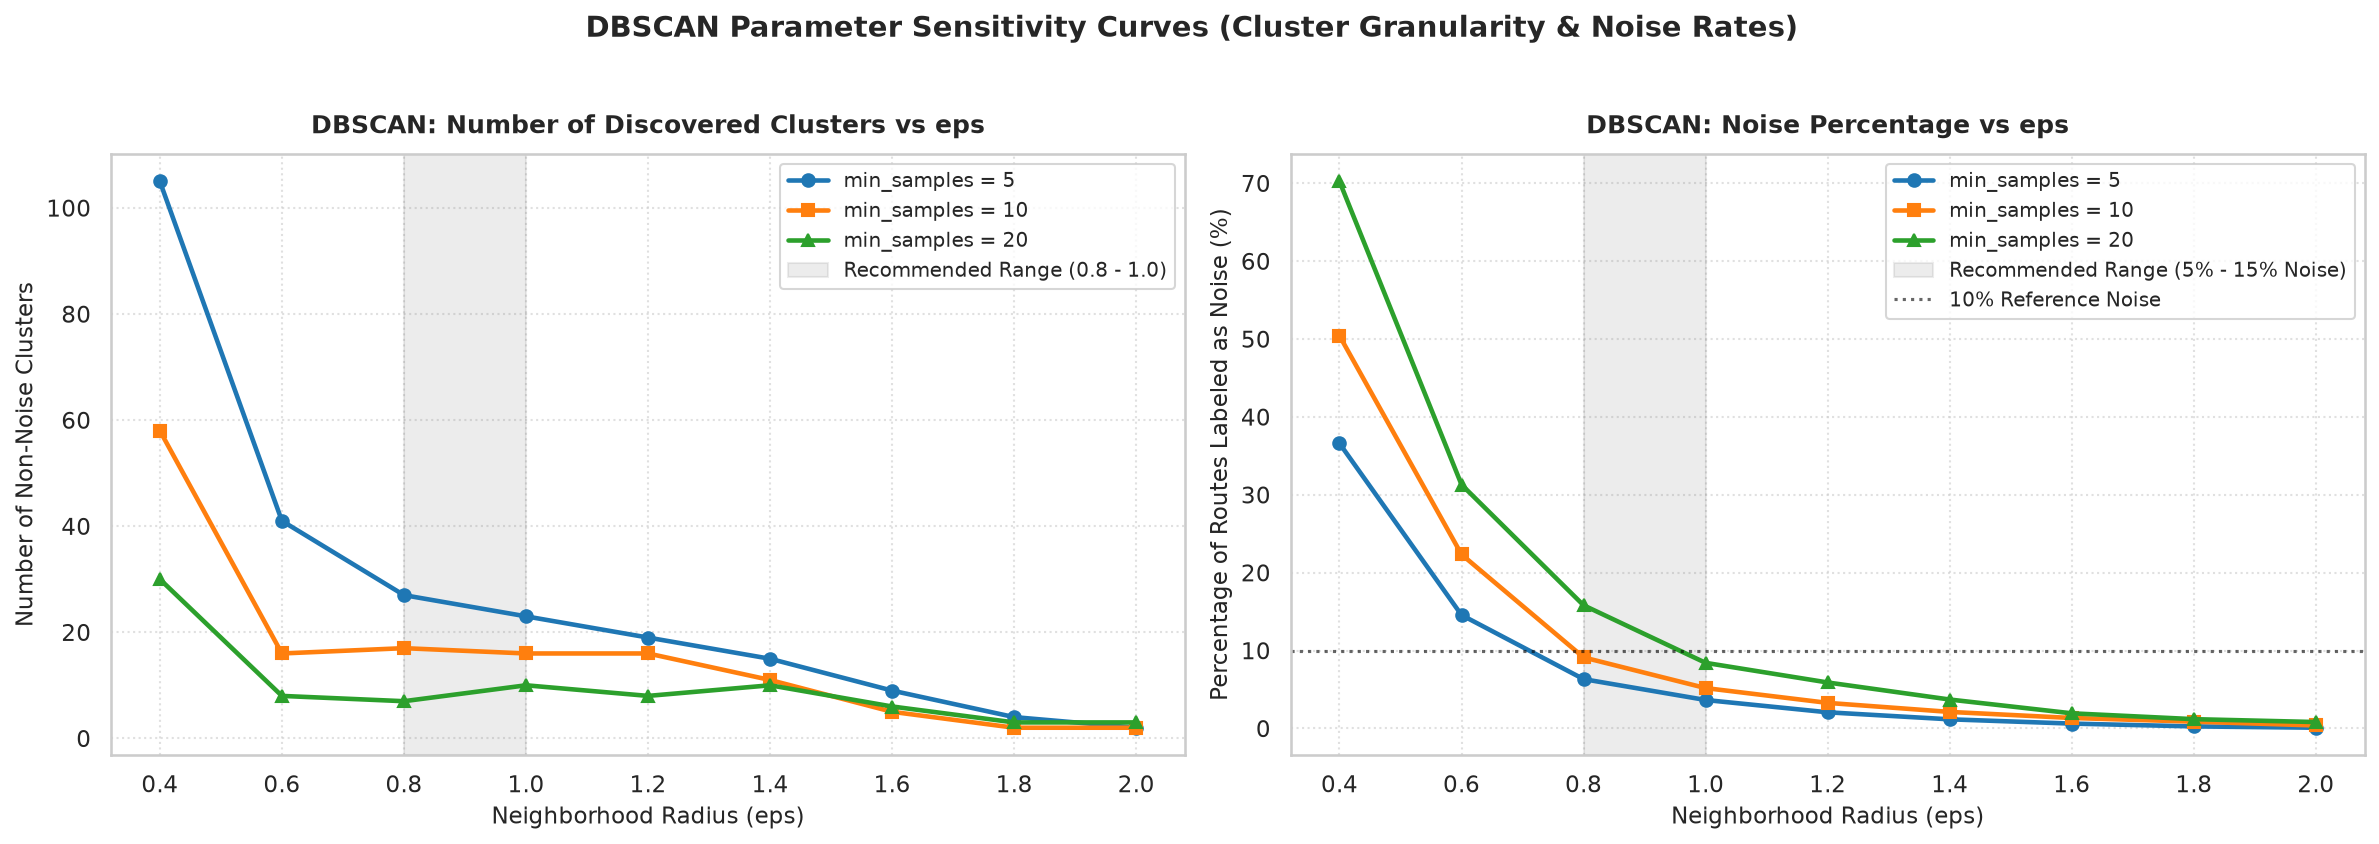 DBSCAN Parameter Sensitivity Curves (Cluster Granularity & Noise Rates)
DBSCAN: Number of Discovered Clusters vs eps
Number of Non-Noise Clusters
100
80
60
40
20
0
min_samples = 5
min_samples = 10
min_samples = 20
Recommended Range (0.8 - 1.0)
0.4 0.6 0.8 1.0 1.2 1.4 1.6 1.8 2.0
Neighborhood Radius (eps)
DBSCAN: Noise Percentage vs eps
Percentage of Routes Labeled as Noise (%)
70
60
50
40
30
20
10
0
min_samples = 5
min_samples = 10
min_samples = 20
Recommended Range (5% - 15% Noise)
10% Reference Noise
0.4 0.6 0.8 1.0 1.2 1.4 1.6 1.8 2.0
Neighborhood Radius (eps)